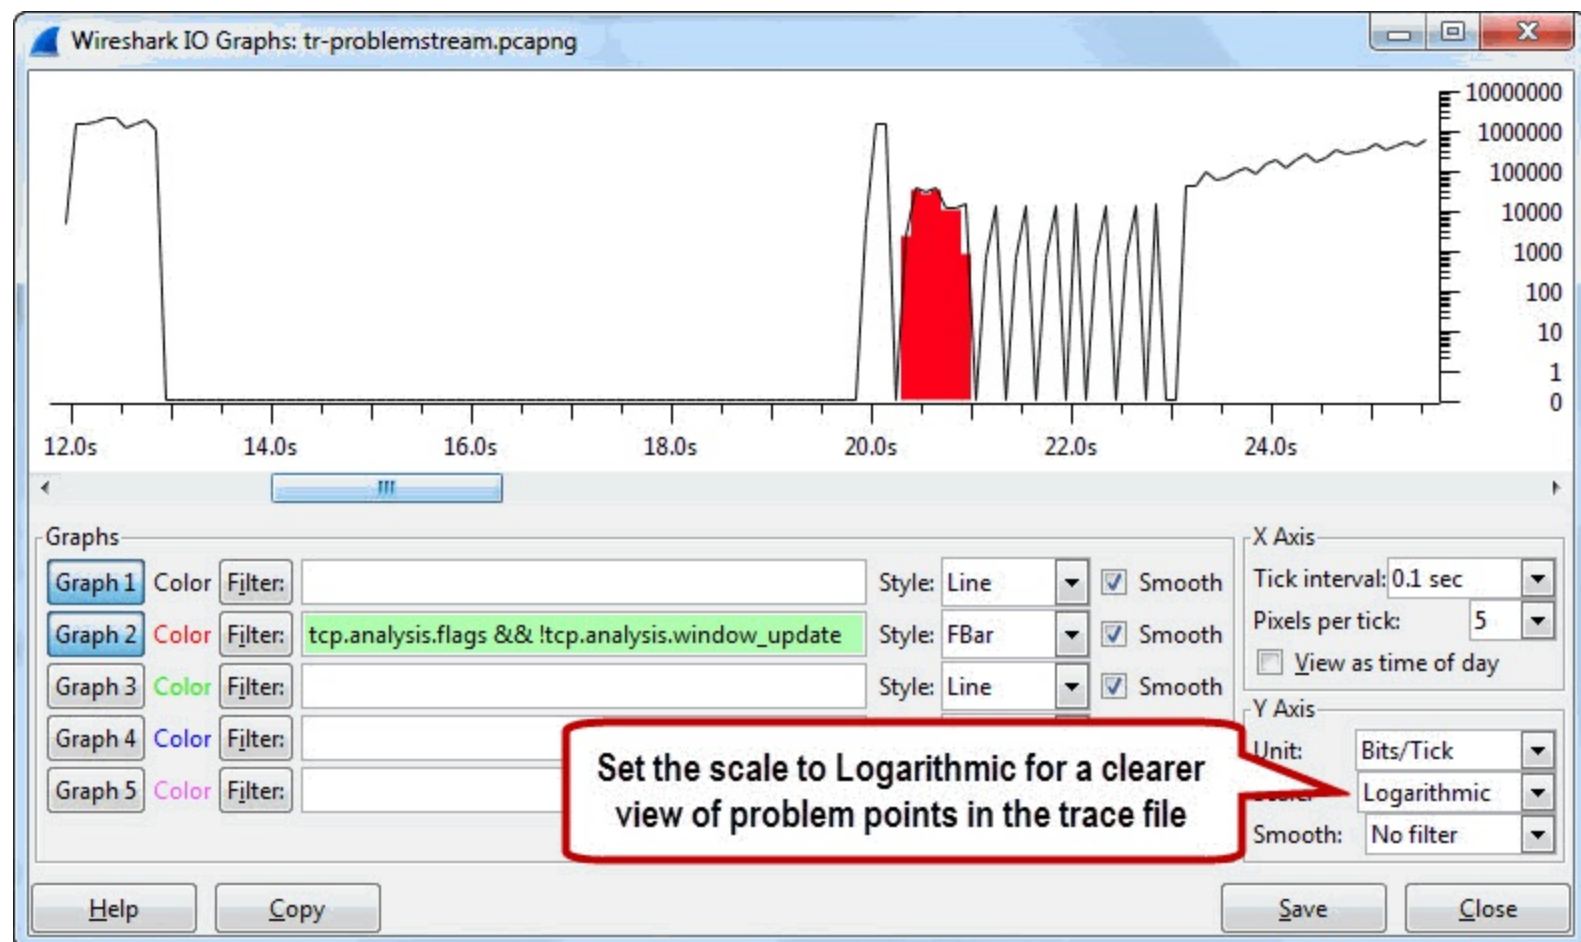 Wireshark IO Graphs: tr-problemstream.pcapng
10000000
1000000
100000
10000
1000
100
10
1
0
12.0s 14.0s 16.0s 18.0s 20.0s 22.0s 24.0s
Graphs
Graph 1 Color Filter: Style: Line Smooth
Graph 2 Color Filter: tcp.analysis.flags && !tcp.analysis.window_update Style: FBar Smooth
Graph 3 Color Filter: Style: Line Smooth
Graph 4 Color Filter:
Graph 5 Color Filter:
Set the scale to Logarithmic for a clearer
view of problem points in the trace file
X Axis
Tick interval: 0.1 sec
Pixels per tick: 5
View as time of day
Y Axis
Unit: Bits/Tick
Logarithmic
Smooth: No filter
Help Copy Save Close